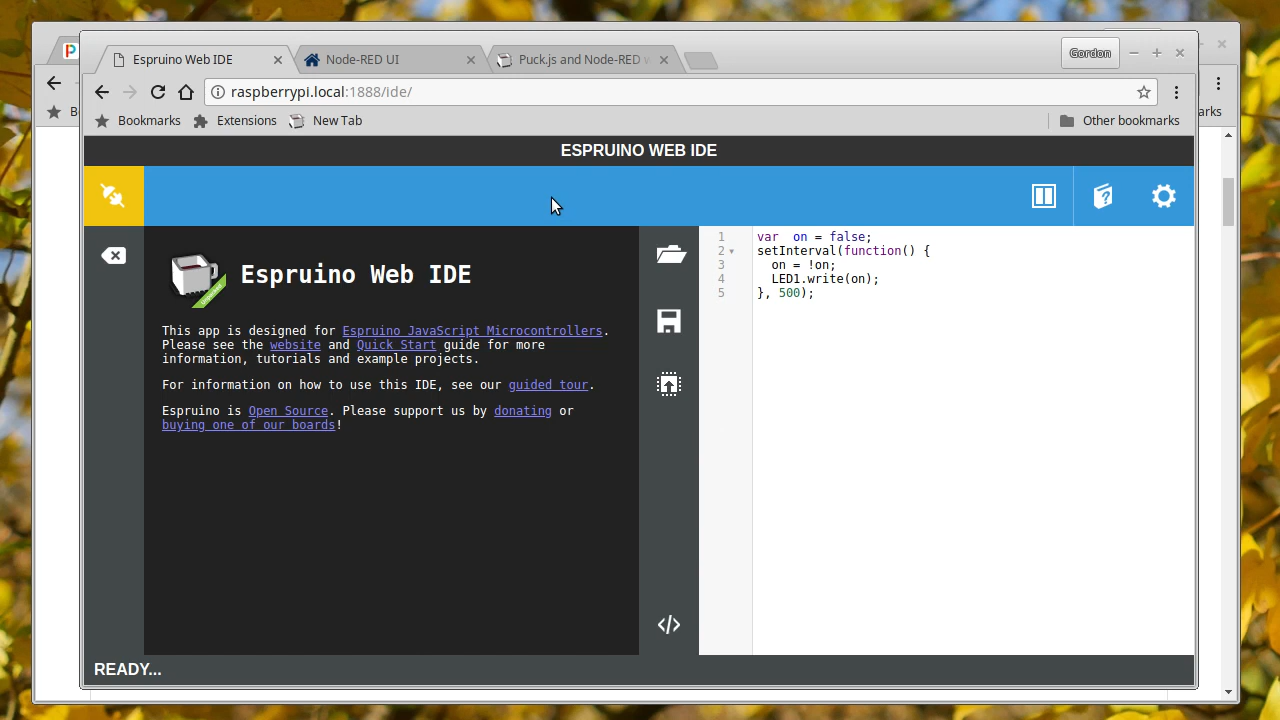 Espruino Web IDE
Node-RED UI
Puck.js and Node-RED
Gordon
raspberrypi.local:1888/ide/
Bookmarks
Extensions
New Tab
Other bookmarks
arks
ESPRUINO WEB IDE
Espruino Web IDE
This app is designed for Espruino JavaScript Microcontrollers.
Please see the website and Quick Start guide for more
information, tutorials and example projects.
For information on how to use this IDE, see our guided tour.
Espruino is Open Source. Please support us by donating or
buying one of our boards!
1 var  on = false;
2 setInterval(function() {
3   on = !on;
4   LED1.write(on);
5 }, 500);
READY...